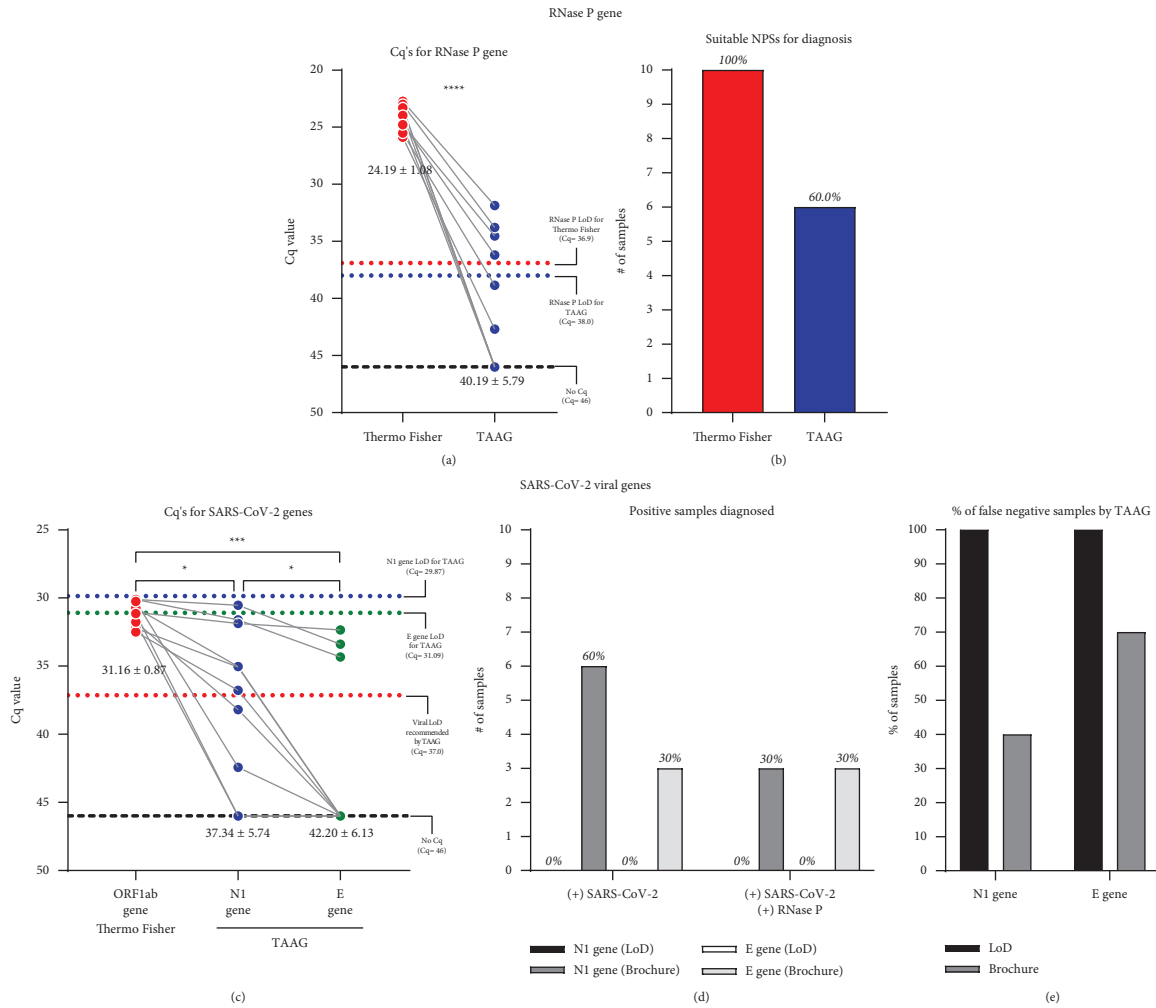 RNase P gene
Cq's for RNase P gene
20
25
30
35
40
45
50
Cq value
****
24.19 ± 1.08
40.19 ± 5.79
RNase P LoD for
Thermo Fisher
(Cq= 36.9)
RNase P LoD for
TAAG
(Cq= 38.0)
No Cq
(Cq= 46)
Thermo Fisher
TAAG
(a)
Suitable NPSs for diagnosis
10
9
8
7
6
5
4
3
2
1
0
# of samples
100%
60.0%
Thermo Fisher
TAAG
(b)
SARS-CoV-2 viral genes
Cq's for SARS-CoV-2 genes
25
30
35
40
45
50
Cq value
***
*
*
31.16 ± 0.87
37.34 ± 5.74
42.20 ± 6.13
N1 gene LoD for TAAG
(Cq= 29.87)
E gene LoD
for TAAG
(Cq= 31.09)
Viral LoD
recommended
by TAAG
(Cq= 37.0)
No Cq
(Cq= 46)
ORF1ab
gene
Thermo Fisher
N1
gene
E
gene
TAAG
(c)
Positive samples diagnosed
10
9
8
7
6
5
4
3
2
1
0
# of samples
0%
60%
0%
30%
0%
30%
0%
30%
(+) SARS-CoV-2
(+) SARS-CoV-2
(+) RNase P
N1 gene (LoD)
N1 gene (Brochure)
E gene (LoD)
E gene (Brochure)
(d)
% of false negative samples by TAAG
100
90
80
70
60
50
40
30
20
10
0
% of samples
N1 gene
E gene
LoD
Brochure
(e)